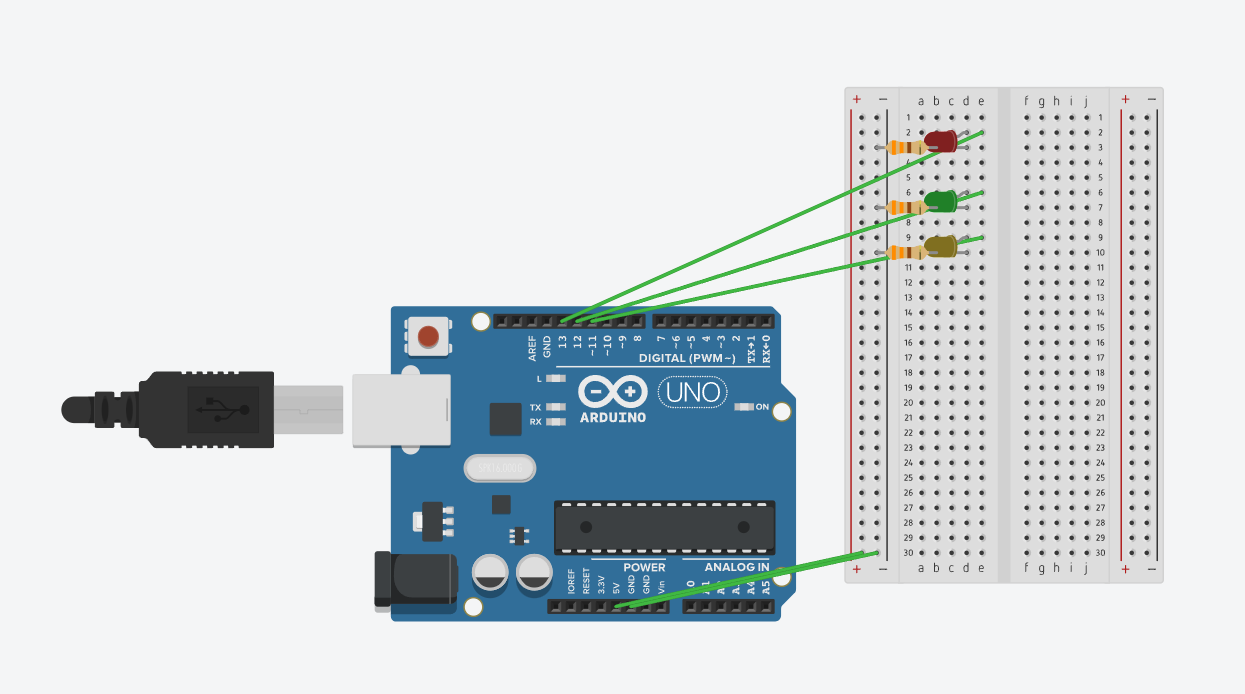 + − a b c d e f g h i j + −
1 1
2 2
3 3
4 4
5 5
6 6
7 7
8 8
9 9
10
11 11
12 12
13 13
14 14
15 15
16 16
17 17
18 18
19 19
20 20
21 21
22 22
23 23
24 24
25 25
26 26
27 27
28 28
29 29
30 30
+ − a b c d e f g h i j + −
AREF
GND
13
12
~11
~10
~9
8
7
~6
~5
4
~3
2
TX→1
RX←0
DIGITAL (PWM~)
L
TX
RX
ARDUINO
UNO
ON
POWER
ANALOG IN
IOREF
RESET
3.3V
5V
GND
GND
Vin
A4
A5